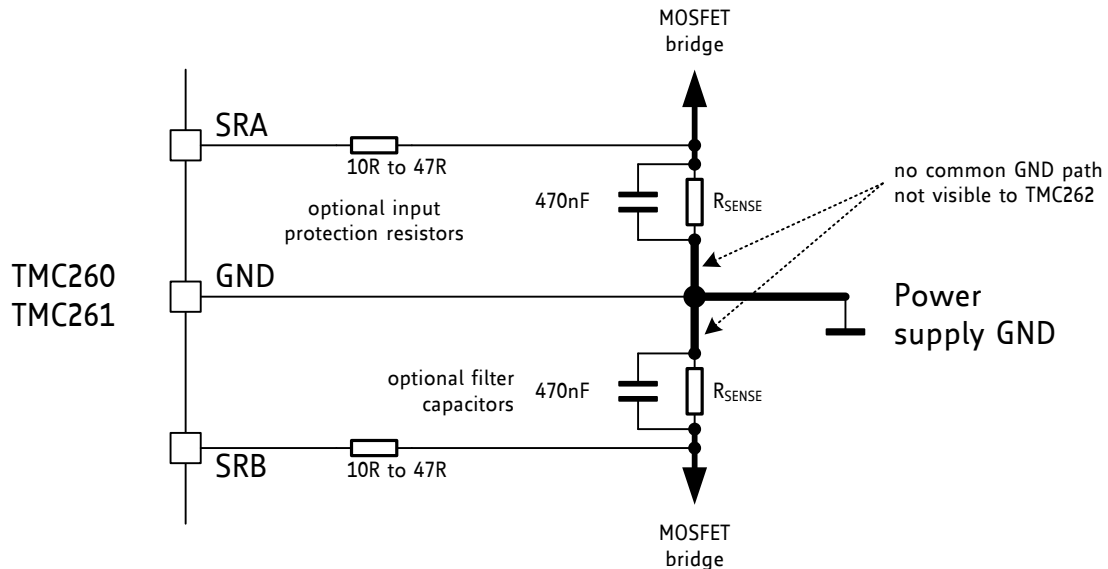 MOSFET
bridge
SRA
10R to 47R
no common GND path
not visible to TMC262
470nF
RSENSE
optional input
protection resistors
TMC260
TMC261
GND
Power
supply GND
optional filter
capacitors
470nF
RSENSE
10R to 47R
SRB
MOSFET
bridge